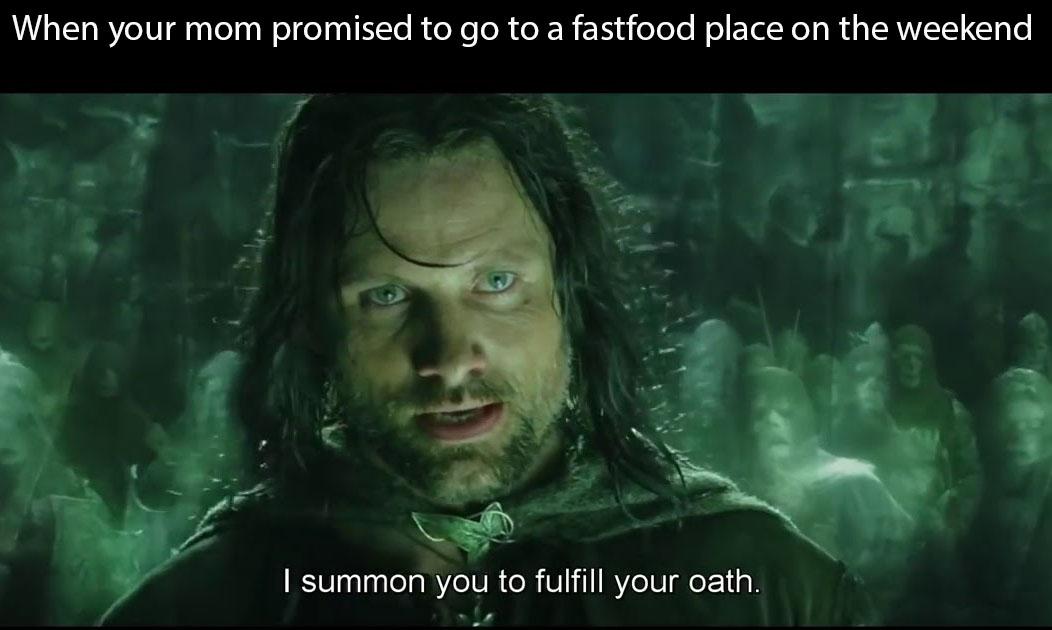 When your mom promised to go to a fastfood place on the weekend
I summon you to fulfill your oath.